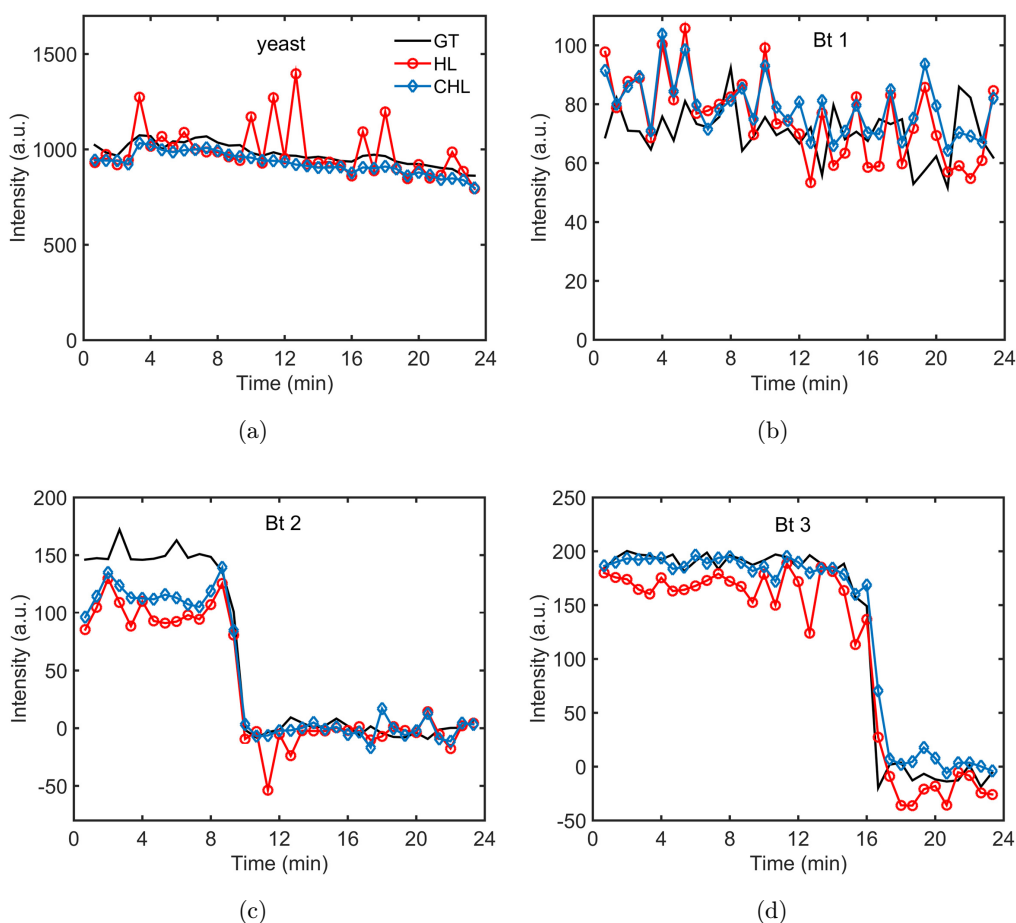 yeast
GT
HL
CHL
Intensity (a.u.)
1500
1000
500
0
0 4 8 12 16 20 24
Time (min)
(a)
Bt 1
Intensity (a.u.)
100
80
60
40
20
0
0 4 8 12 16 20 24
Time (min)
(b)
Bt 2
Intensity (a.u.)
200
150
100
50
0
-50
0 4 8 12 16 20 24
Time (min)
(c)
Bt 3
Intensity (a.u.)
250
200
150
100
50
0
-50
0 4 8 12 16 20 24
Time (min)
(d)